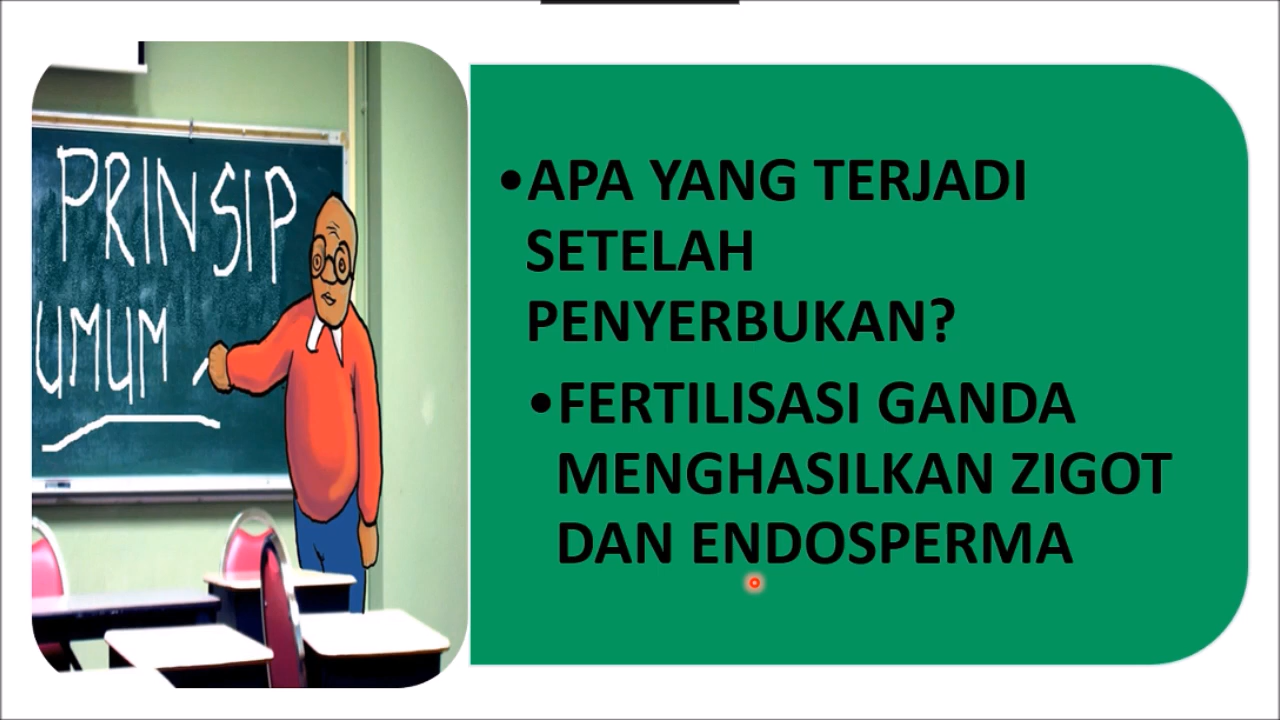 PRINSIP
UMUM
•APA YANG TERJADI
SETELAH
PENYERBUKAN?
•FERTILISASI GANDA
MENGHASILKAN ZIGOT
DAN ENDOSPERMA